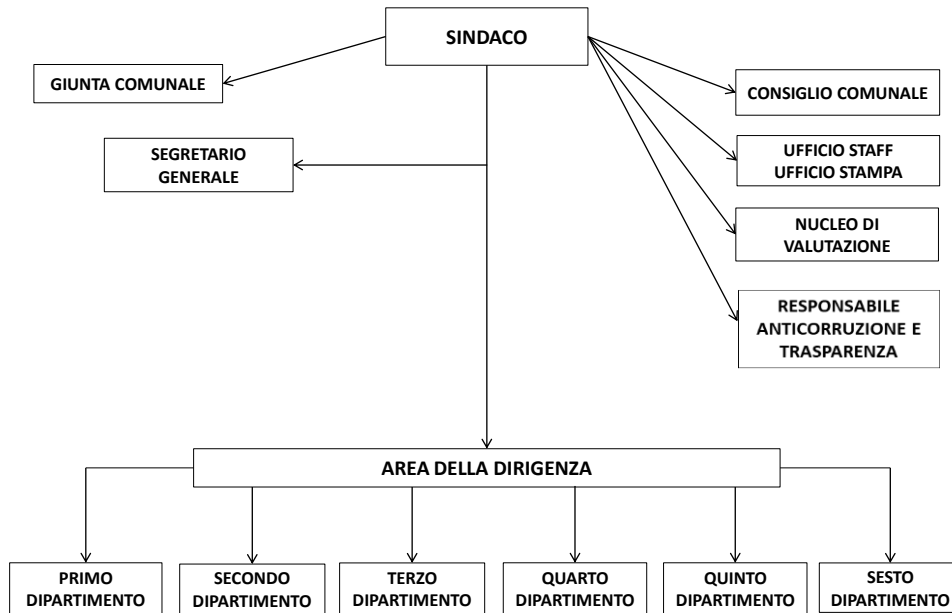 SINDACO
GIUNTA COMUNALE
CONSIGLIO COMUNALE
SEGRETARIO
GENERALE
UFFICIO STAFF
UFFICIO STAMPA
NUCLEO DI
VALUTAZIONE
RESPONSABILE
ANTICORRUZIONE E
TRASPARENZA
AREA DELLA DIRIGENZA
PRIMO
DIPARTIMENTO
SECONDO
DIPARTIMENTO
TERZO
DIPARTIMENTO
QUARTO
DIPARTIMENTO
QUINTO
DIPARTIMENTO
SESTO
DIPARTIMENTO